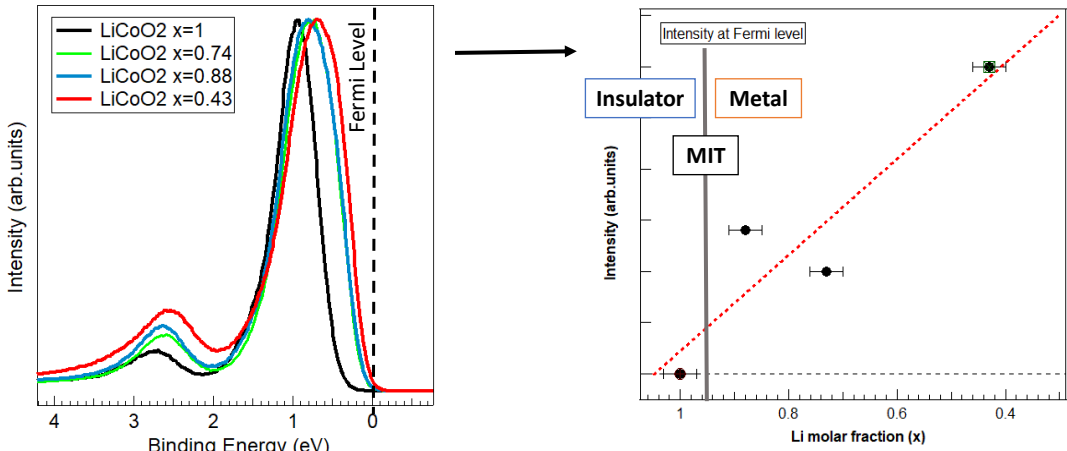 LiCoO2 x=1
LiCoO2 x=0.74
LiCoO2 x=0.88
LiCoO2 x=0.43
Fermi Level
Intensity (arb.units)
4 3 2 1 0
Binding Energy (eV)
Intensity at Fermi level
Insulator
Metal
MIT
Intensity (arb.units)
1 0.8 0.6 0.4
Li molar fraction (x)